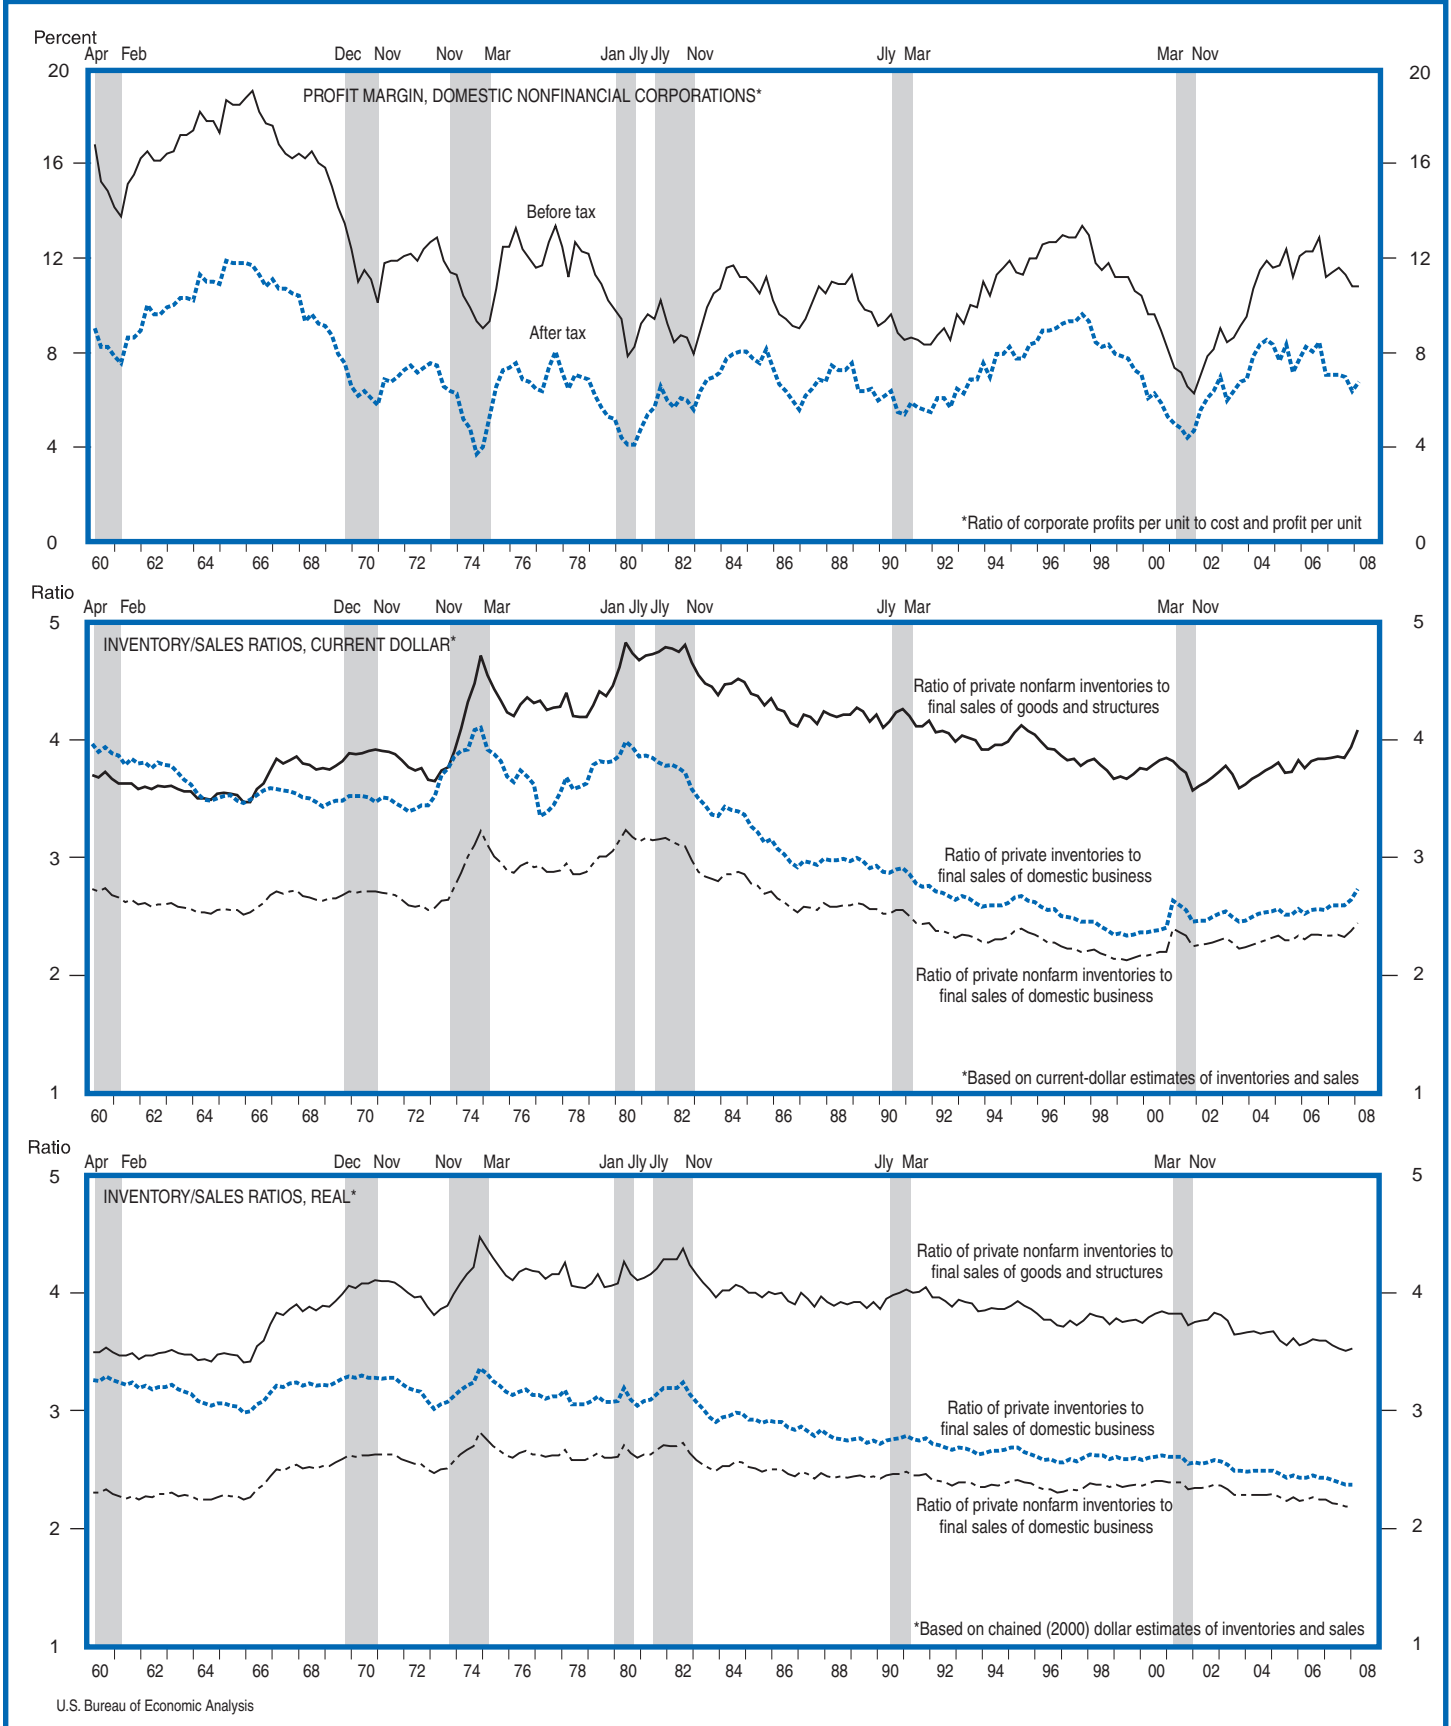 Percent
Apr Feb Dec Nov Nov Mar Jan Jly Jly Nov Jly Mar Mar Nov
20 20
PROFIT MARGIN, DOMESTIC NONFINANCIAL CORPORATIONS*
16 16
Before tax
12 12
After tax
8 8
4 4
*Ratio of corporate profits per unit to cost and profit per unit
0 0
60 62 64 66 68 70 72 74 76 78 80 82 84 86 88 90 92 94 96 98 00 02 04 06 08
Ratio
Apr Feb Dec Nov Nov Mar Jan Jly Jly Nov Jly Mar Mar Nov
5 5
INVENTORY/SALES RATIOS, CURRENT DOLLAR*
Ratio of private nonfarm inventories to
final sales of goods and structures
4 4
Ratio of private inventories to
3 3
final sales of domestic business
Ratio of private nonfarm inventories to
2 2
final sales of domestic business
*Based on current-dollar estimates of inventories and sales
1 1
60 62 64 66 68 70 72 74 76 78 80 82 84 86 88 90 92 94 96 98 00 02 04 06 08
Ratio
Apr Feb Dec Nov Nov Mar Jan Jly Jly Nov Jly Mar Mar Nov
5 5
INVENTORY/SALES RATIOS, REAL*
Ratio of private nonfarm inventories to
final sales of goods and structures
4 4
Ratio of private inventories to
3 3
final sales of domestic business
Ratio of private nonfarm inventories to
2 2
final sales of domestic business
*Based on chained (2000) dollar estimates of inventories and sales
1 1
60 62 64 66 68 70 72 74 76 78 80 82 84 86 88 90 92 94 96 98 00 02 04 06 08
U.S. Bureau of Economic Analysis